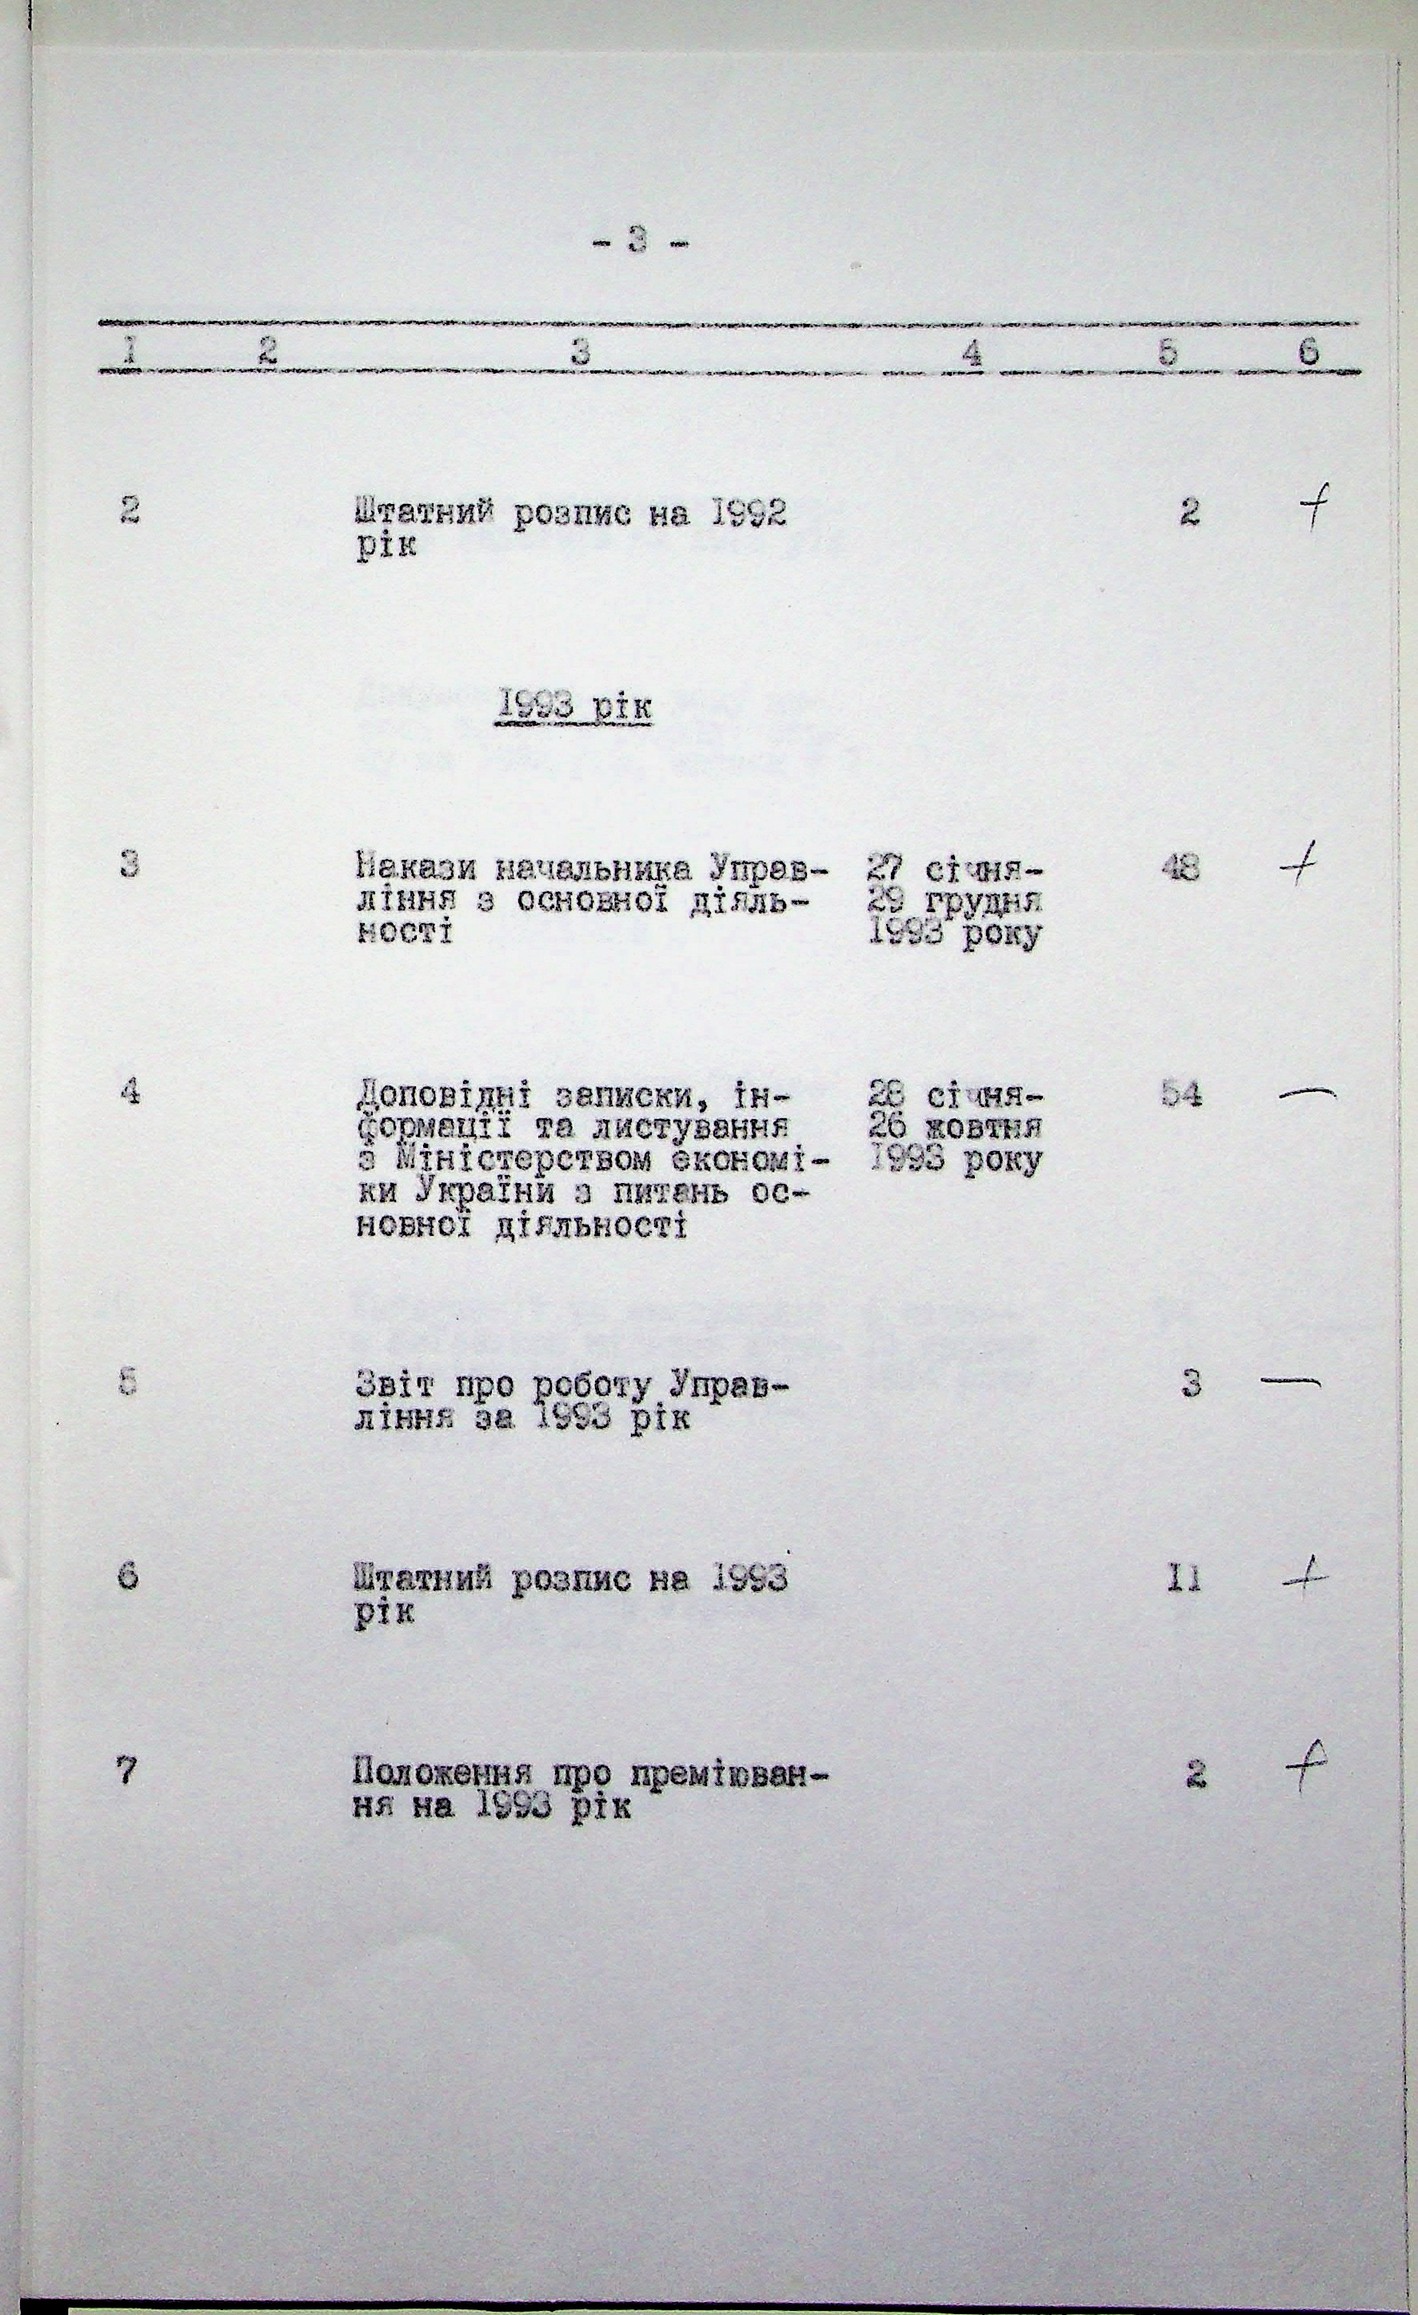 - 3 -
1 2 3 4 5 6
2 Штатний розпис на 1992 2 +
рік
1993 рік
3 Накази начальника Управ- 27 січня- 48 +
ління з основної діяль- 29 грудня
ності 1993 року
4 Доповідні записки, ін- 28 січня- 54 —
формації та листування 26 жовтня
з Міністерством економі- 1993 року
ки України з питань ос-
новної діяльності
5 Звіт про роботу Управ- 3 —
ління за 1993 рік
6 Штатний розпис на 1993 11 +
рік
7 Положення про преміюван- 2 +
ня на 1993 рік